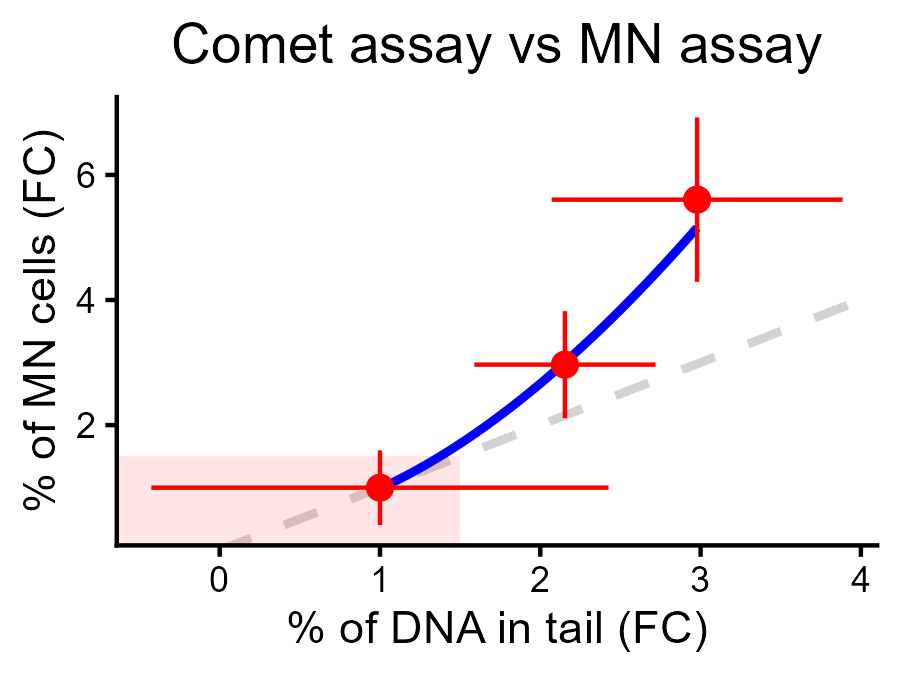 Comet assay vs MN assay
% of MN cells (FC)
6
4
2
0 1 2 3 4
% of DNA in tail (FC)